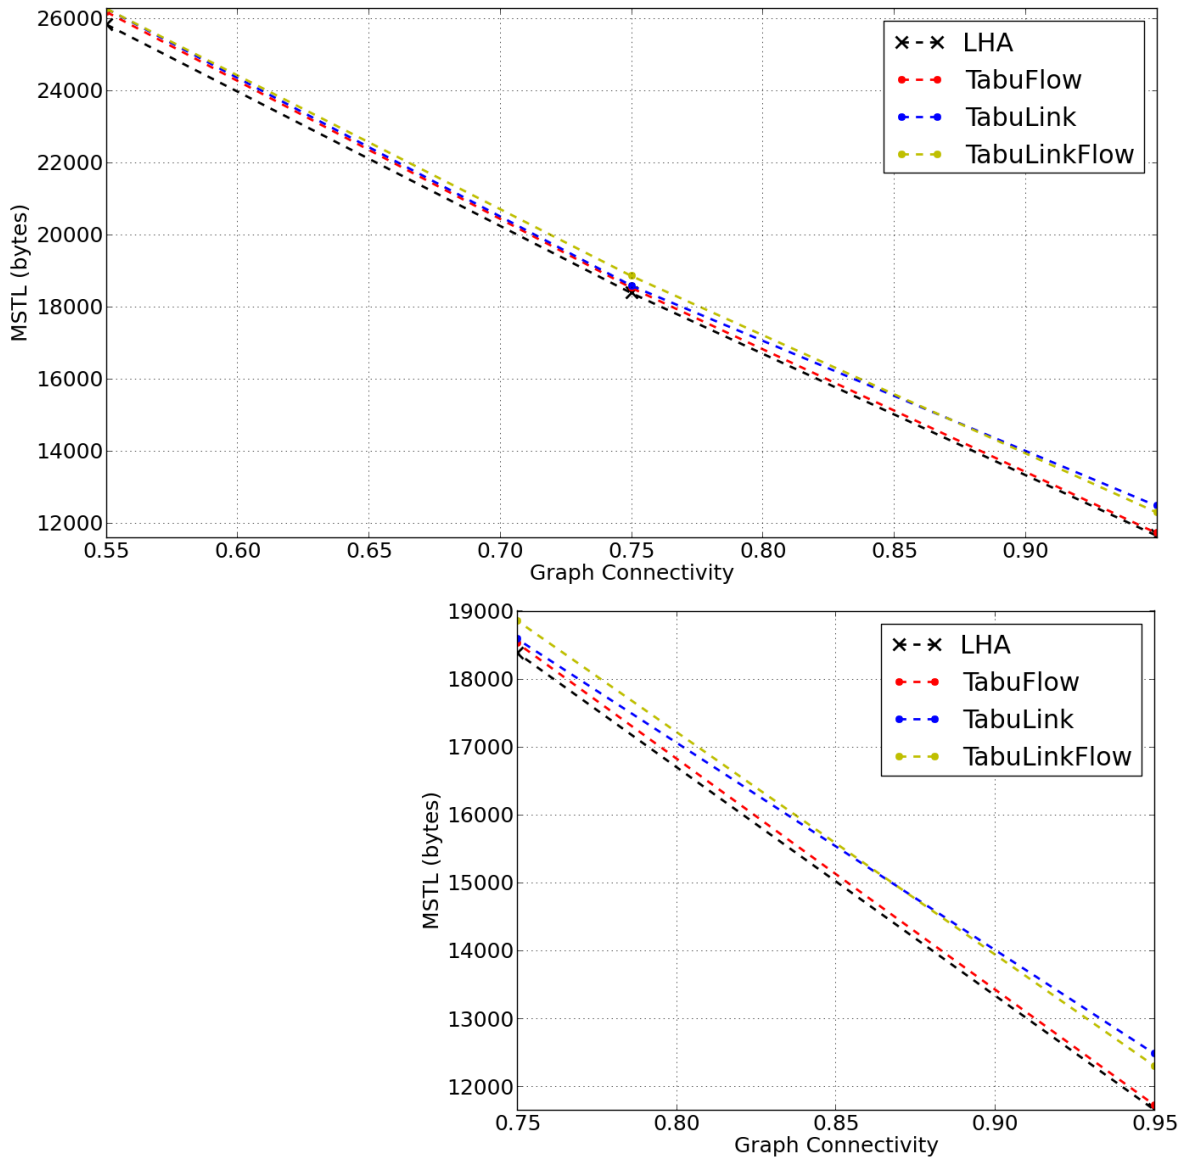 26000
24000
22000
20000
18000
16000
14000
12000
MSTL (bytes)
LHA
TabuFlow
TabuLink
TabuLinkFlow
0.55 0.60 0.65 0.70 0.75 0.80 0.85 0.90
Graph Connectivity
19000
18000
17000
16000
15000
14000
13000
12000
MSTL (bytes)
LHA
TabuFlow
TabuLink
TabuLinkFlow
0.75 0.80 0.85 0.90 0.95
Graph Connectivity